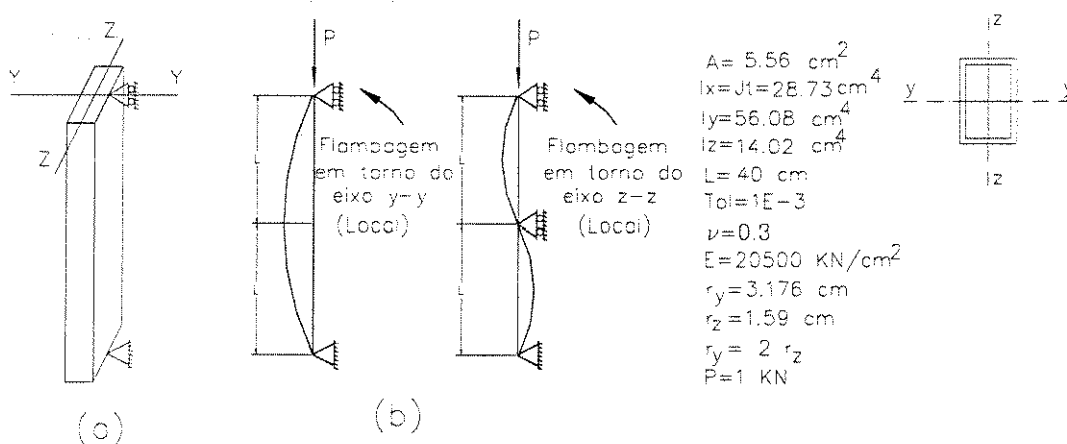 Z
Y
Y
Z
(a)
P
L
L
Flambagem
em torno do
eixo y-y
(Local)
(b)
P
L
L
Flambagem
em torno do
eixo z-z
(Local)
A= 5.56 cm²
Ix=Jt=28.73cm⁴
Iy=56.08 cm⁴
Iz=14.02 cm⁴
L= 40 cm
Tol=1E-3
ν=0.3
E=20500 KN/cm²
ry=3.176 cm
rz=1.59 cm
ry= 2 rz
P=1 KN
z
y
y
z